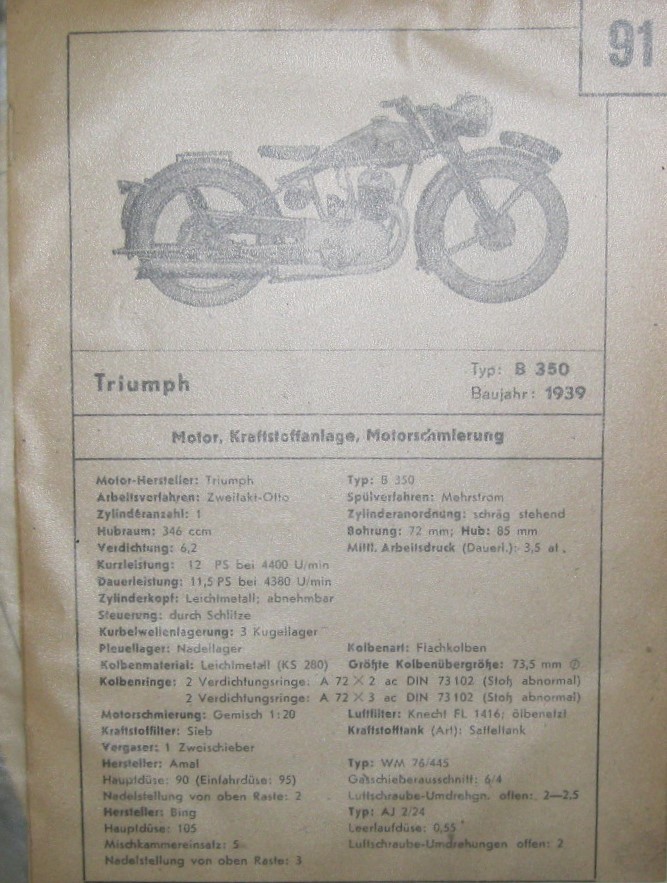 91
Triumph
Typ: B 350
Baujahr: 1939
Motor, Kraftstoffanlage, Motorschmierung
Motor-Hersteller: Triumph Typ: B 350
Arbeitsverfahren: Zweitakt-Otto Spülverfahren: Mehrstrom
Zylinderanzahl: 1 Zylinderanordnung: schräg stehend
Hubraum: 346 ccm Bohrung: 72 mm; Hub: 85 mm
Verdichtung: 6,2 Mittl. Arbeitsdruck (Dauerl.): 3,5 at.
Kurzleistung: 12 PS bei 4400 U/min
Dauerleistung: 11,5 PS bei 4380 U/min
Zylinderkopf: Leichtmetall; abnehmbar
Steuerung: durch Schlitze
Kurbelwellenlagerung: 3 Kugellager
Pleuellager: Nadellager Kolbenart: Flachkolben
Kolbenmaterial: Leichtmetall (KS 280) Größte Kolbenübergröße: 73,5 mm ∅
Kolbenringe: 2 Verdichtungsringe: A 72 × 2 ac DIN 73102 (Stoß abnormal)
2 Verdichtungsringe: A 72 × 3 ac DIN 73102 (Stoß abnormal)
Motorschmierung: Gemisch 1:20 Luftfilter: Knecht FL 1416; ölbenetzt
Kraftstoffilter: Sieb Kraftstofftank (Art): Satteltank
Vergaser: 1 Zweischieber
Hersteller: Amal Typ: WM 76/445
Hauptdüse: 90 (Einfahrdüse: 95) Gasschieberausschnitt: 6/4
Nadelstellung von oben Raste: 2 Luftschraube-Umdrehgn. offen: 2—2,5
Hersteller: Bing Typ: AJ 2/24
Hauptdüse: 105 Leerlaufdüse: 0,55
Mischkammereinsatz: 5 Luftschraube-Umdrehungen offen: 2
Nadelstellung von oben Raste: 3